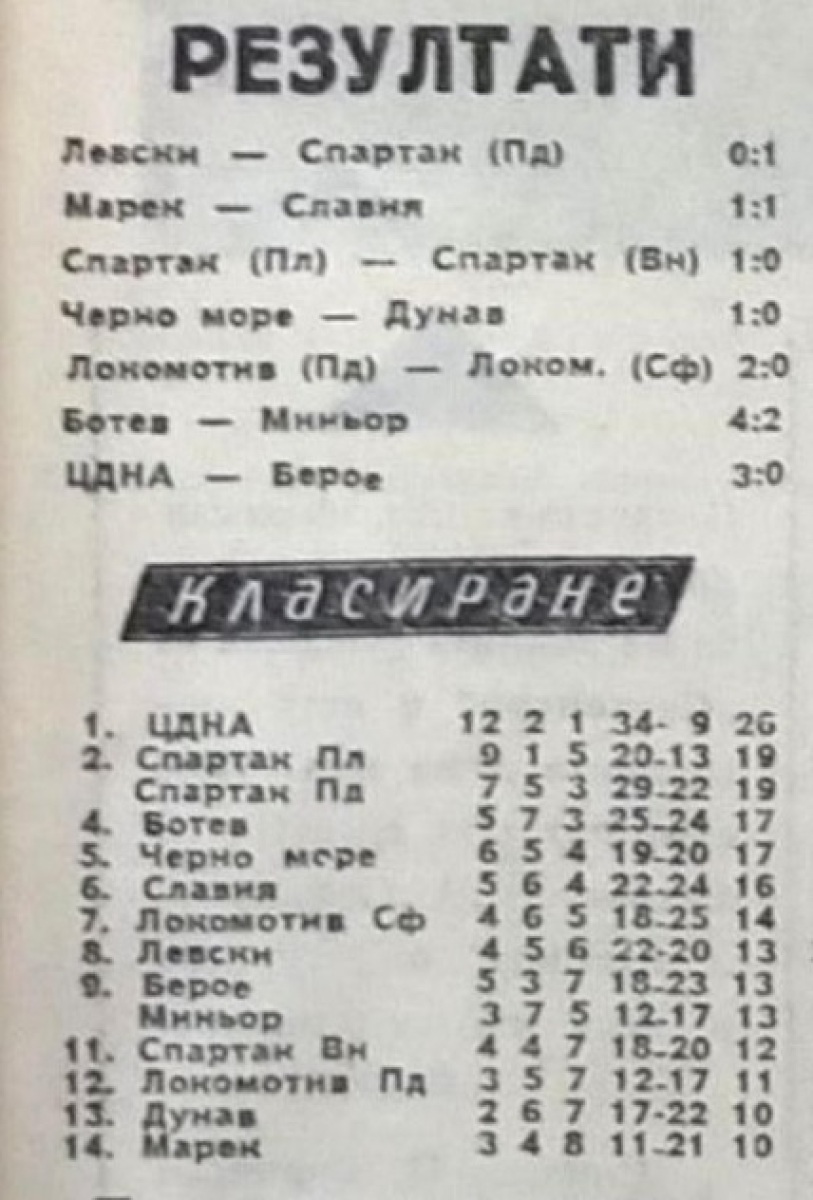 РЕЗУЛТАТИ
Левски — Спартак (Пд) 0:1
Марек — Славия 1:1
Спартак (Пл) — Спартак (Вн) 1:0
Черно море — Дунав 1:0
Локомотив (Пд) — Локом. (Сф) 2:0
Ботев — Миньор 4:2
ЦДНА — Берое 3:0
Класиране
1. ЦДНА 12 2 1 34- 9 26
2. Спартак Пл 9 1 5 20-13 19
Спартак Пд 7 5 3 29-22 19
4. Ботев 5 7 3 25-24 17
5. Черно море 6 5 4 19-20 17
6. Славия 5 6 4 22-24 16
7. Локомотив Сф 4 6 5 18-25 14
8. Левски 4 5 6 22-20 13
9. Берое 5 3 7 18-23 13
Миньор 3 7 5 12-17 13
11. Спартак Вн 4 4 7 18-20 12
12. Локомотив Пд 3 5 7 12-17 11
13. Дунав 2 6 7 17-22 10
14. Марек 3 4 8 11-21 10